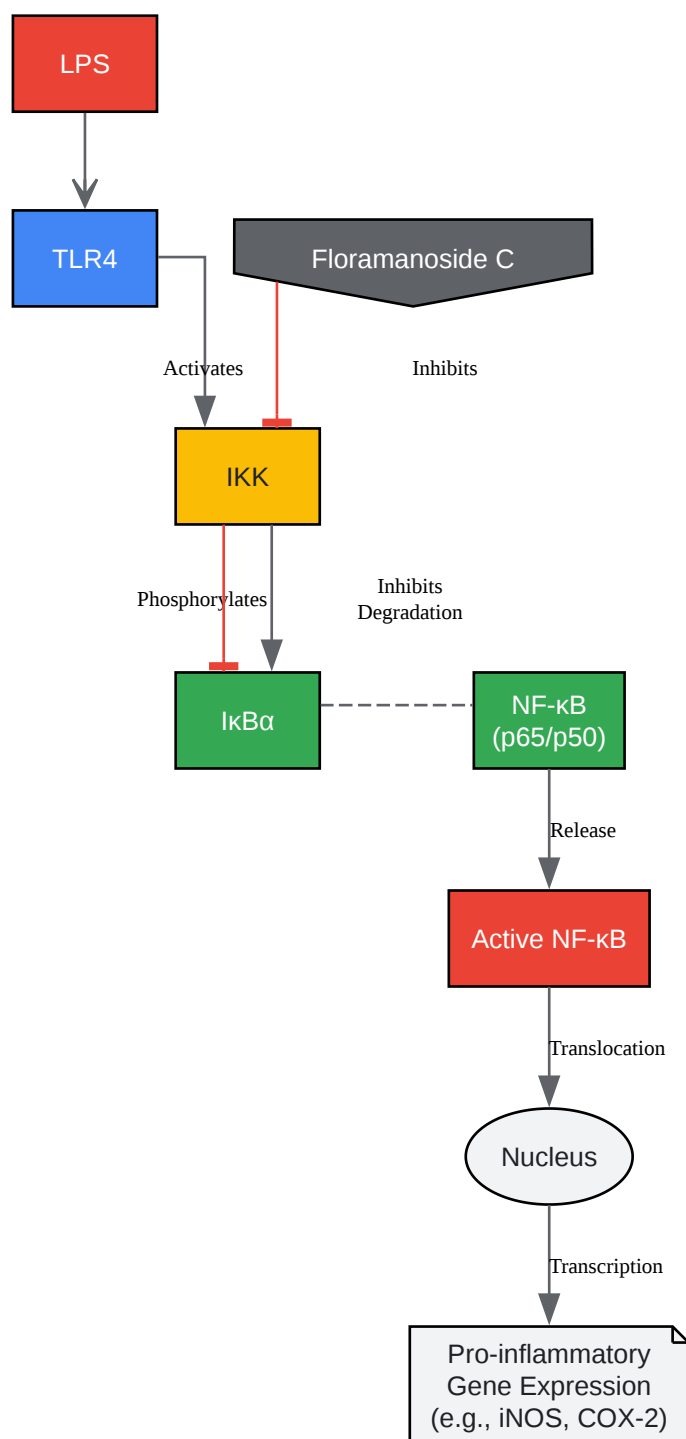 LPS
TLR4
Floramanoside C
Activates
Inhibits
IKK
Phosphorylates
Inhibits
Degradation
IκBα
NF-κB
(p65/p50)
Release
Active NF-κB
Translocation
Nucleus
Transcription
Pro-inflammatory
Gene Expression
(e.g., iNOS, COX-2)